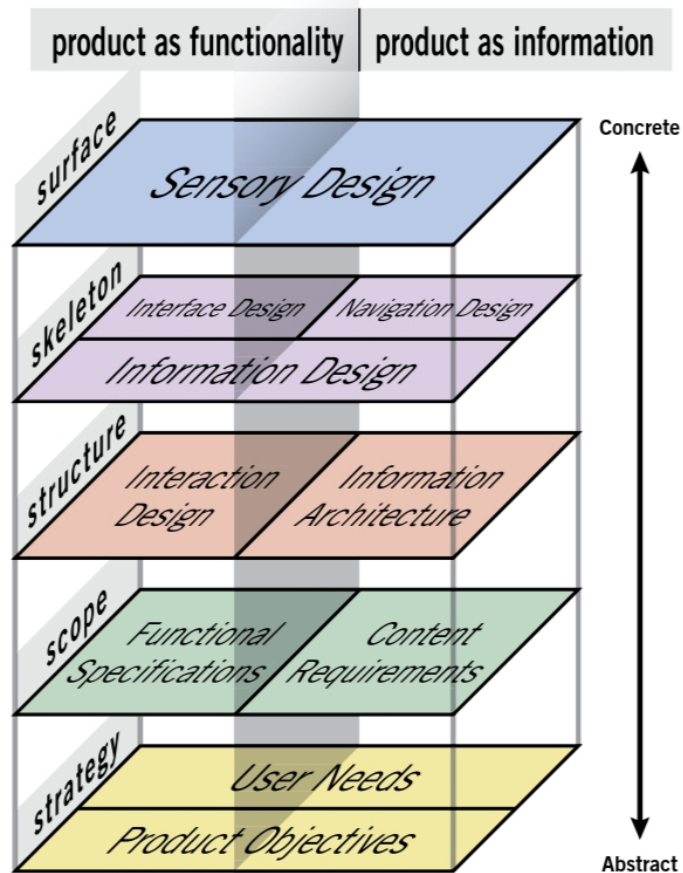 product as functionality
product as information
Concrete
surface
Sensory Design
skeleton
Interface Design
Navigation Design
Information Design
structure
Interaction
Design
Information
Architecture
scope
Functional
Specifications
Content
Requirements
strategy
User Needs
Product Objectives
Abstract